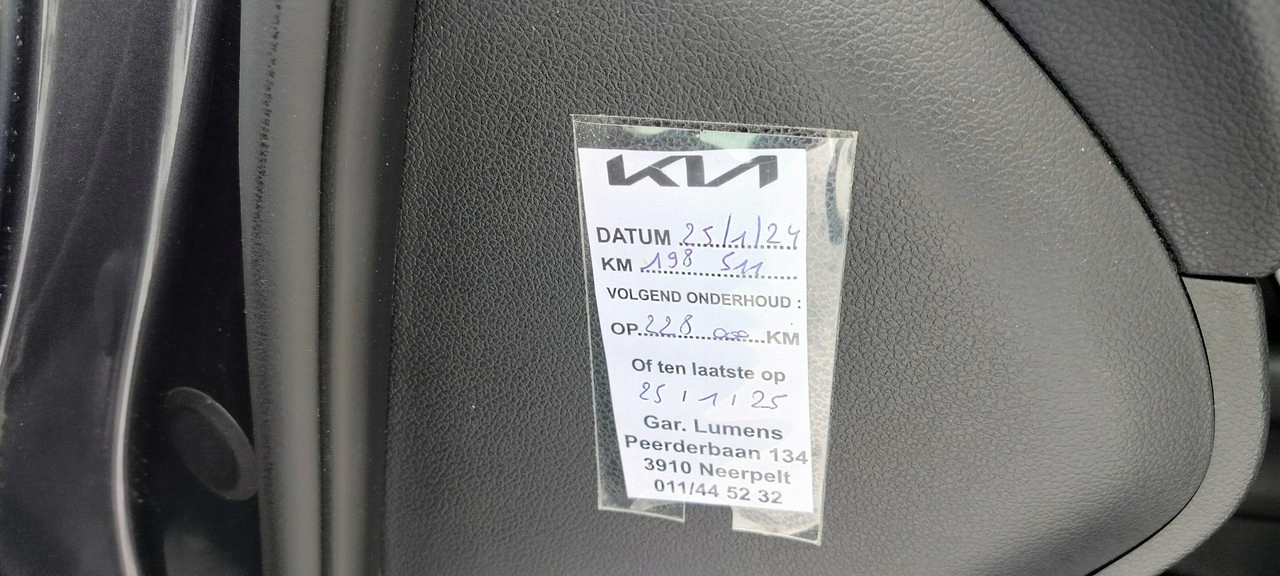 KIA
DATUM 25/1/24
KM 198 511
VOLGEND ONDERHOUD :
OP 228 000 KM
Of ten laatste op
25 / 1 / 25
Gar. Lumens
Peerderbaan 134
3910 Neerpelt
011/44 52 32